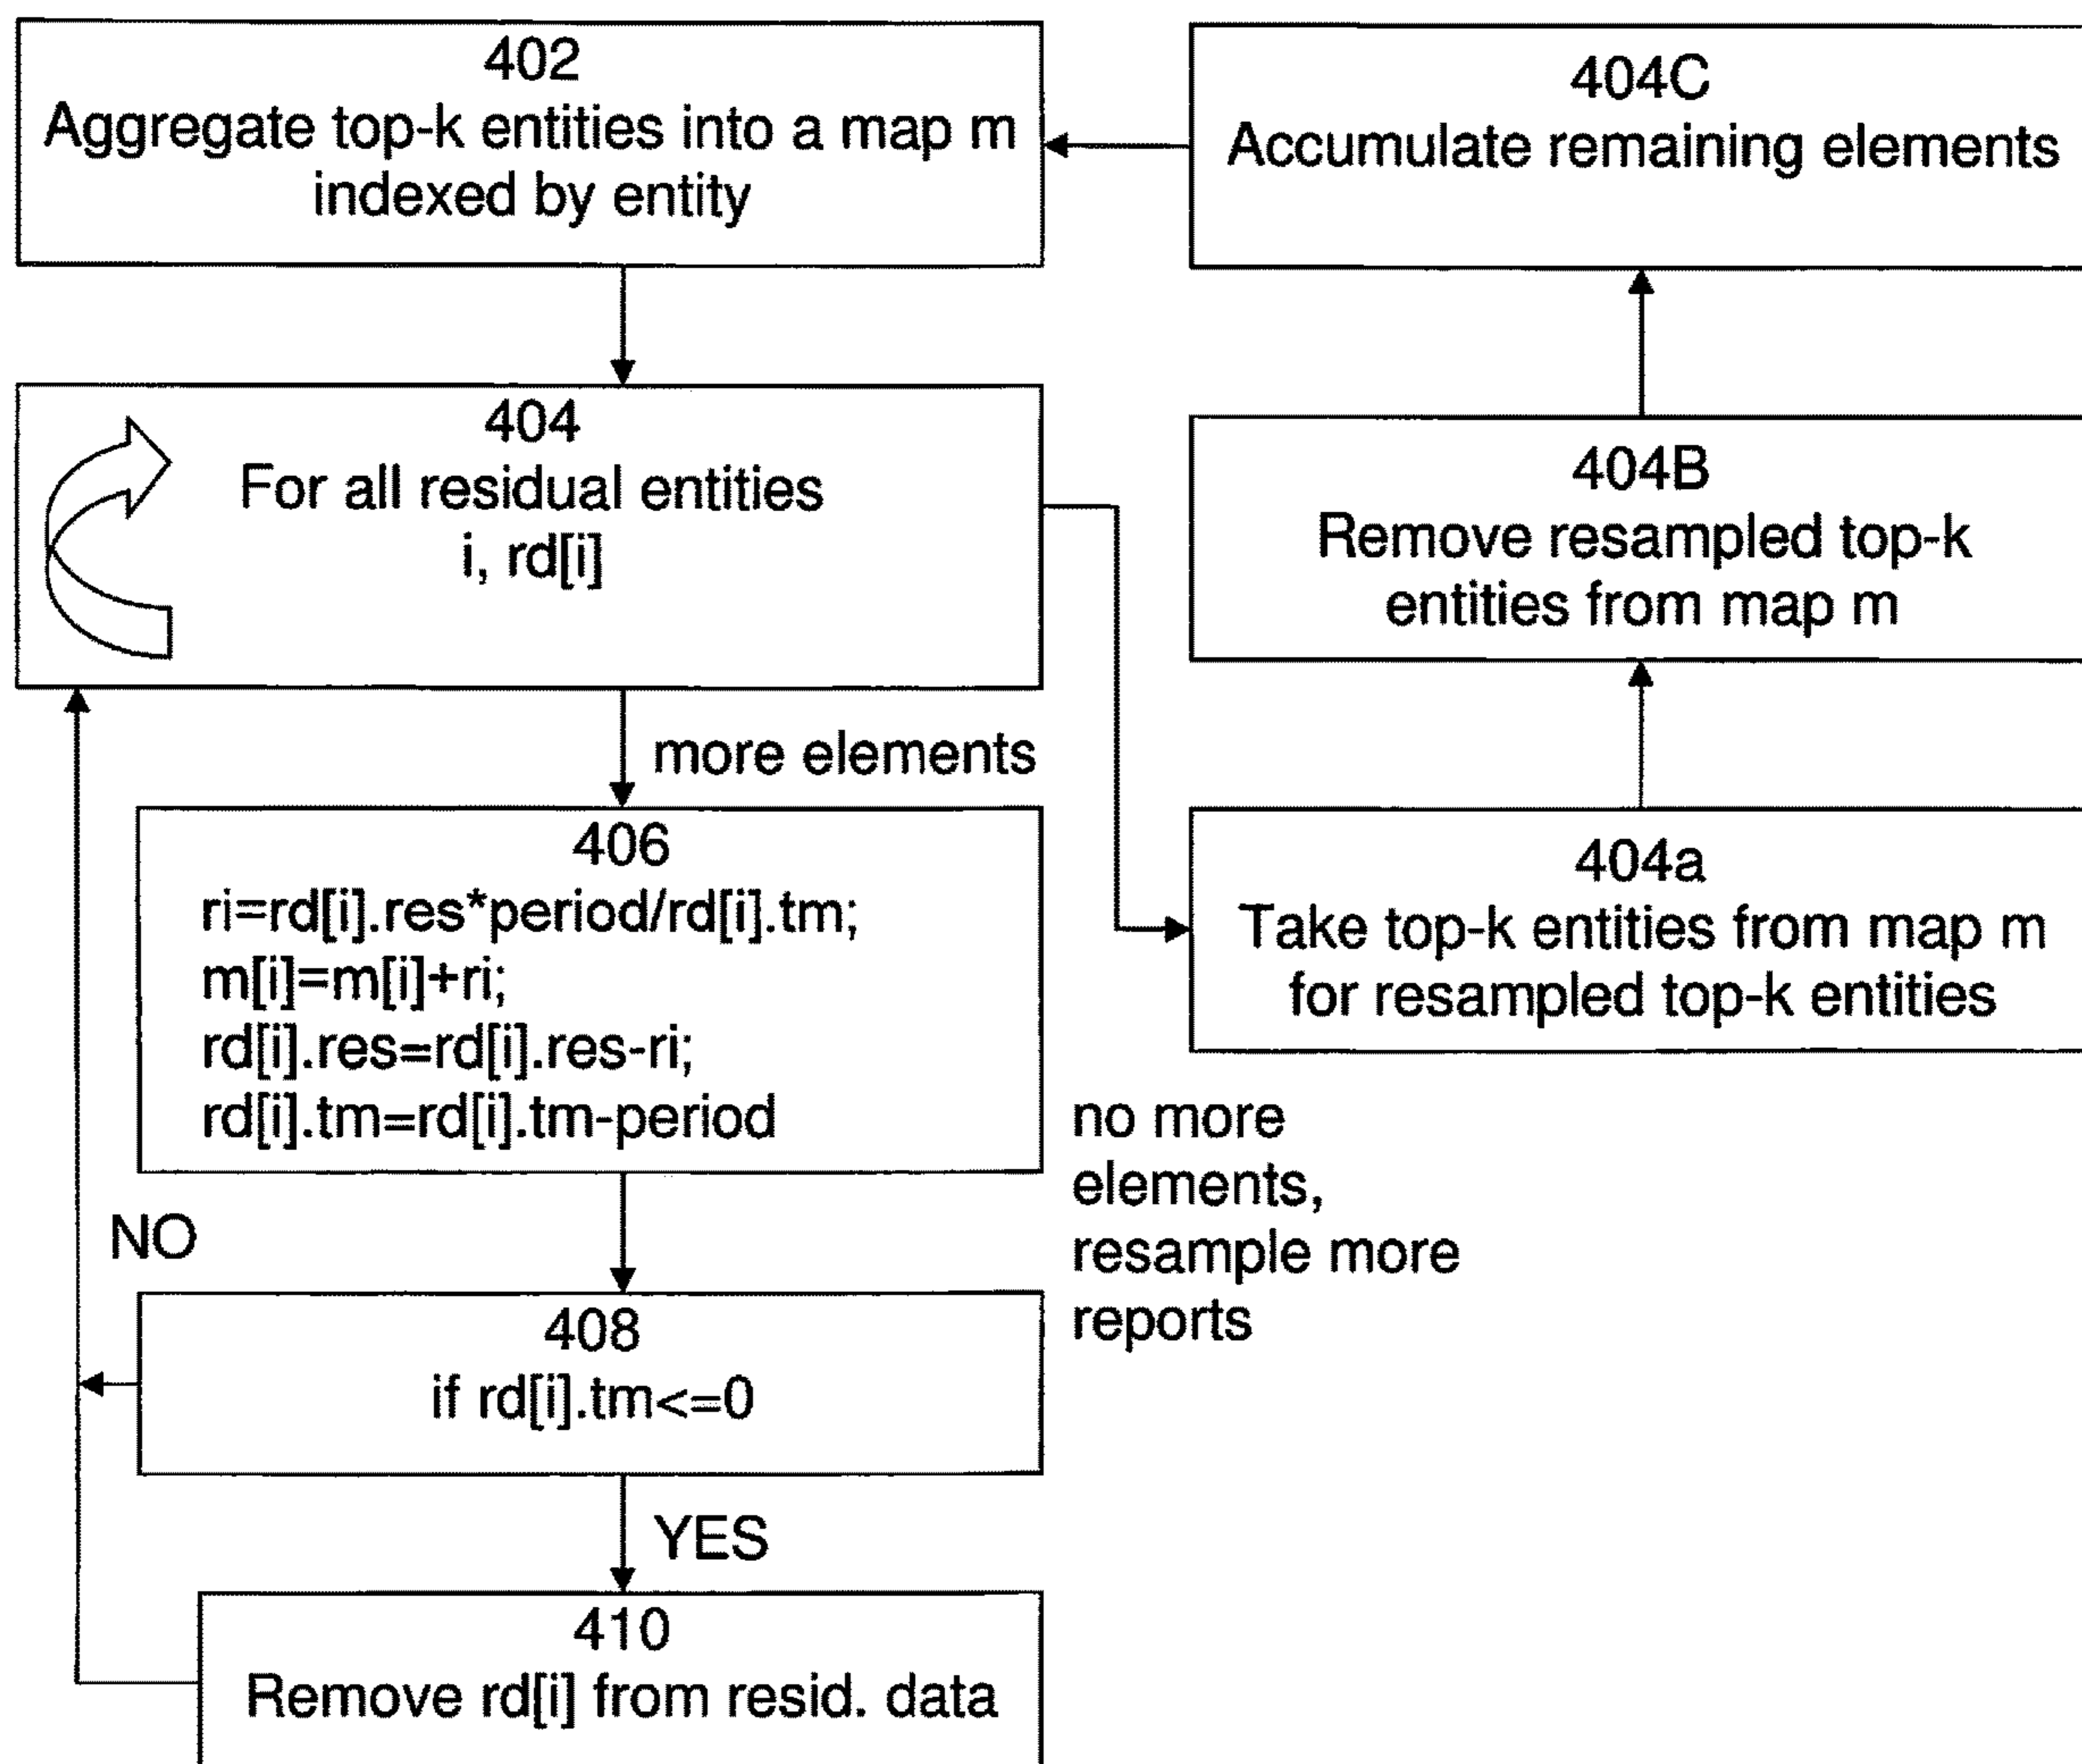 402
Aggregate top-k entities into a map m
indexed by entity
404C
Accumulate remaining elements
404
For all residual entities
i, rd[i]
404B
Remove resampled top-k
entities from map m
more elements
406
ri=rd[i].res*period/rd[i].tm;
m[i]=m[i]+ri;
rd[i].res=rd[i].res-ri;
rd[i].tm=rd[i].tm-period
404a
Take top-k entities from map m
for resampled top-k entities
no more
elements,
resample more
reports
NO
408
if rd[i].tm<=0
YES
410
Remove rd[i] from resid. data